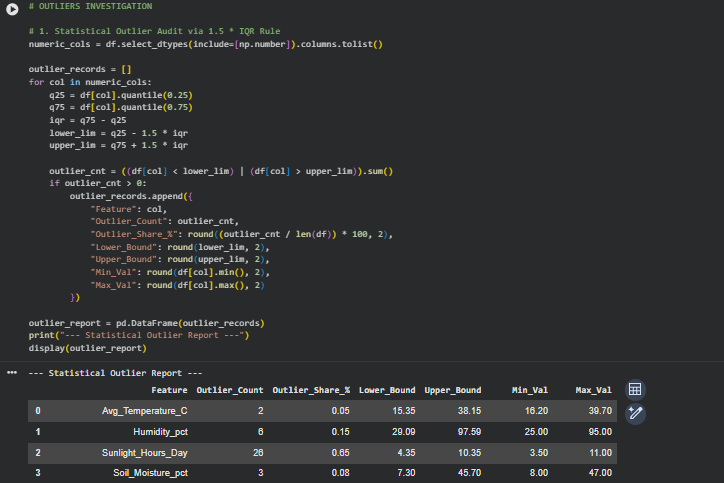 # OUTLIERS INVESTIGATION
# 1. Statistical Outlier Audit via 1.5 * IQR Rule
numeric_cols = df.select_dtypes(include=[np.number]).columns.tolist()
outlier_records = []
for col in numeric_cols:
    q25 = df[col].quantile(0.25)
    q75 = df[col].quantile(0.75)
    iqr = q75 - q25
    lower_lim = q25 - 1.5 * iqr
    upper_lim = q75 + 1.5 * iqr
    outlier_cnt = ((df[col] < lower_lim) | (df[col] > upper_lim)).sum()
    if outlier_cnt > 0:
        outlier_records.append({
            "Feature": col,
            "Outlier_Count": outlier_cnt,
            "Outlier_Share_%": round((outlier_cnt / len(df)) * 100, 2),
            "Lower_Bound": round(lower_lim, 2),
            "Upper_Bound": round(upper_lim, 2),
            "Min_Val": round(df[col].min(), 2),
            "Max_Val": round(df[col].max(), 2)
        })
outlier_report = pd.DataFrame(outlier_records)
print("--- Statistical Outlier Report ---")
display(outlier_report)
--- Statistical Outlier Report ---
Feature Outlier_Count Outlier_Share_% Lower_Bound Upper_Bound Min_Val Max_Val
0 Avg_Temperature_C 2 0.05 15.35 38.15 16.20 39.70
1 Humidity_pct 6 0.15 29.09 97.59 25.00 95.00
2 Sunlight_Hours_Day 26 0.65 4.35 10.35 3.50 11.00
3 Soil_Moisture_pct 3 0.08 7.30 45.70 8.00 47.00